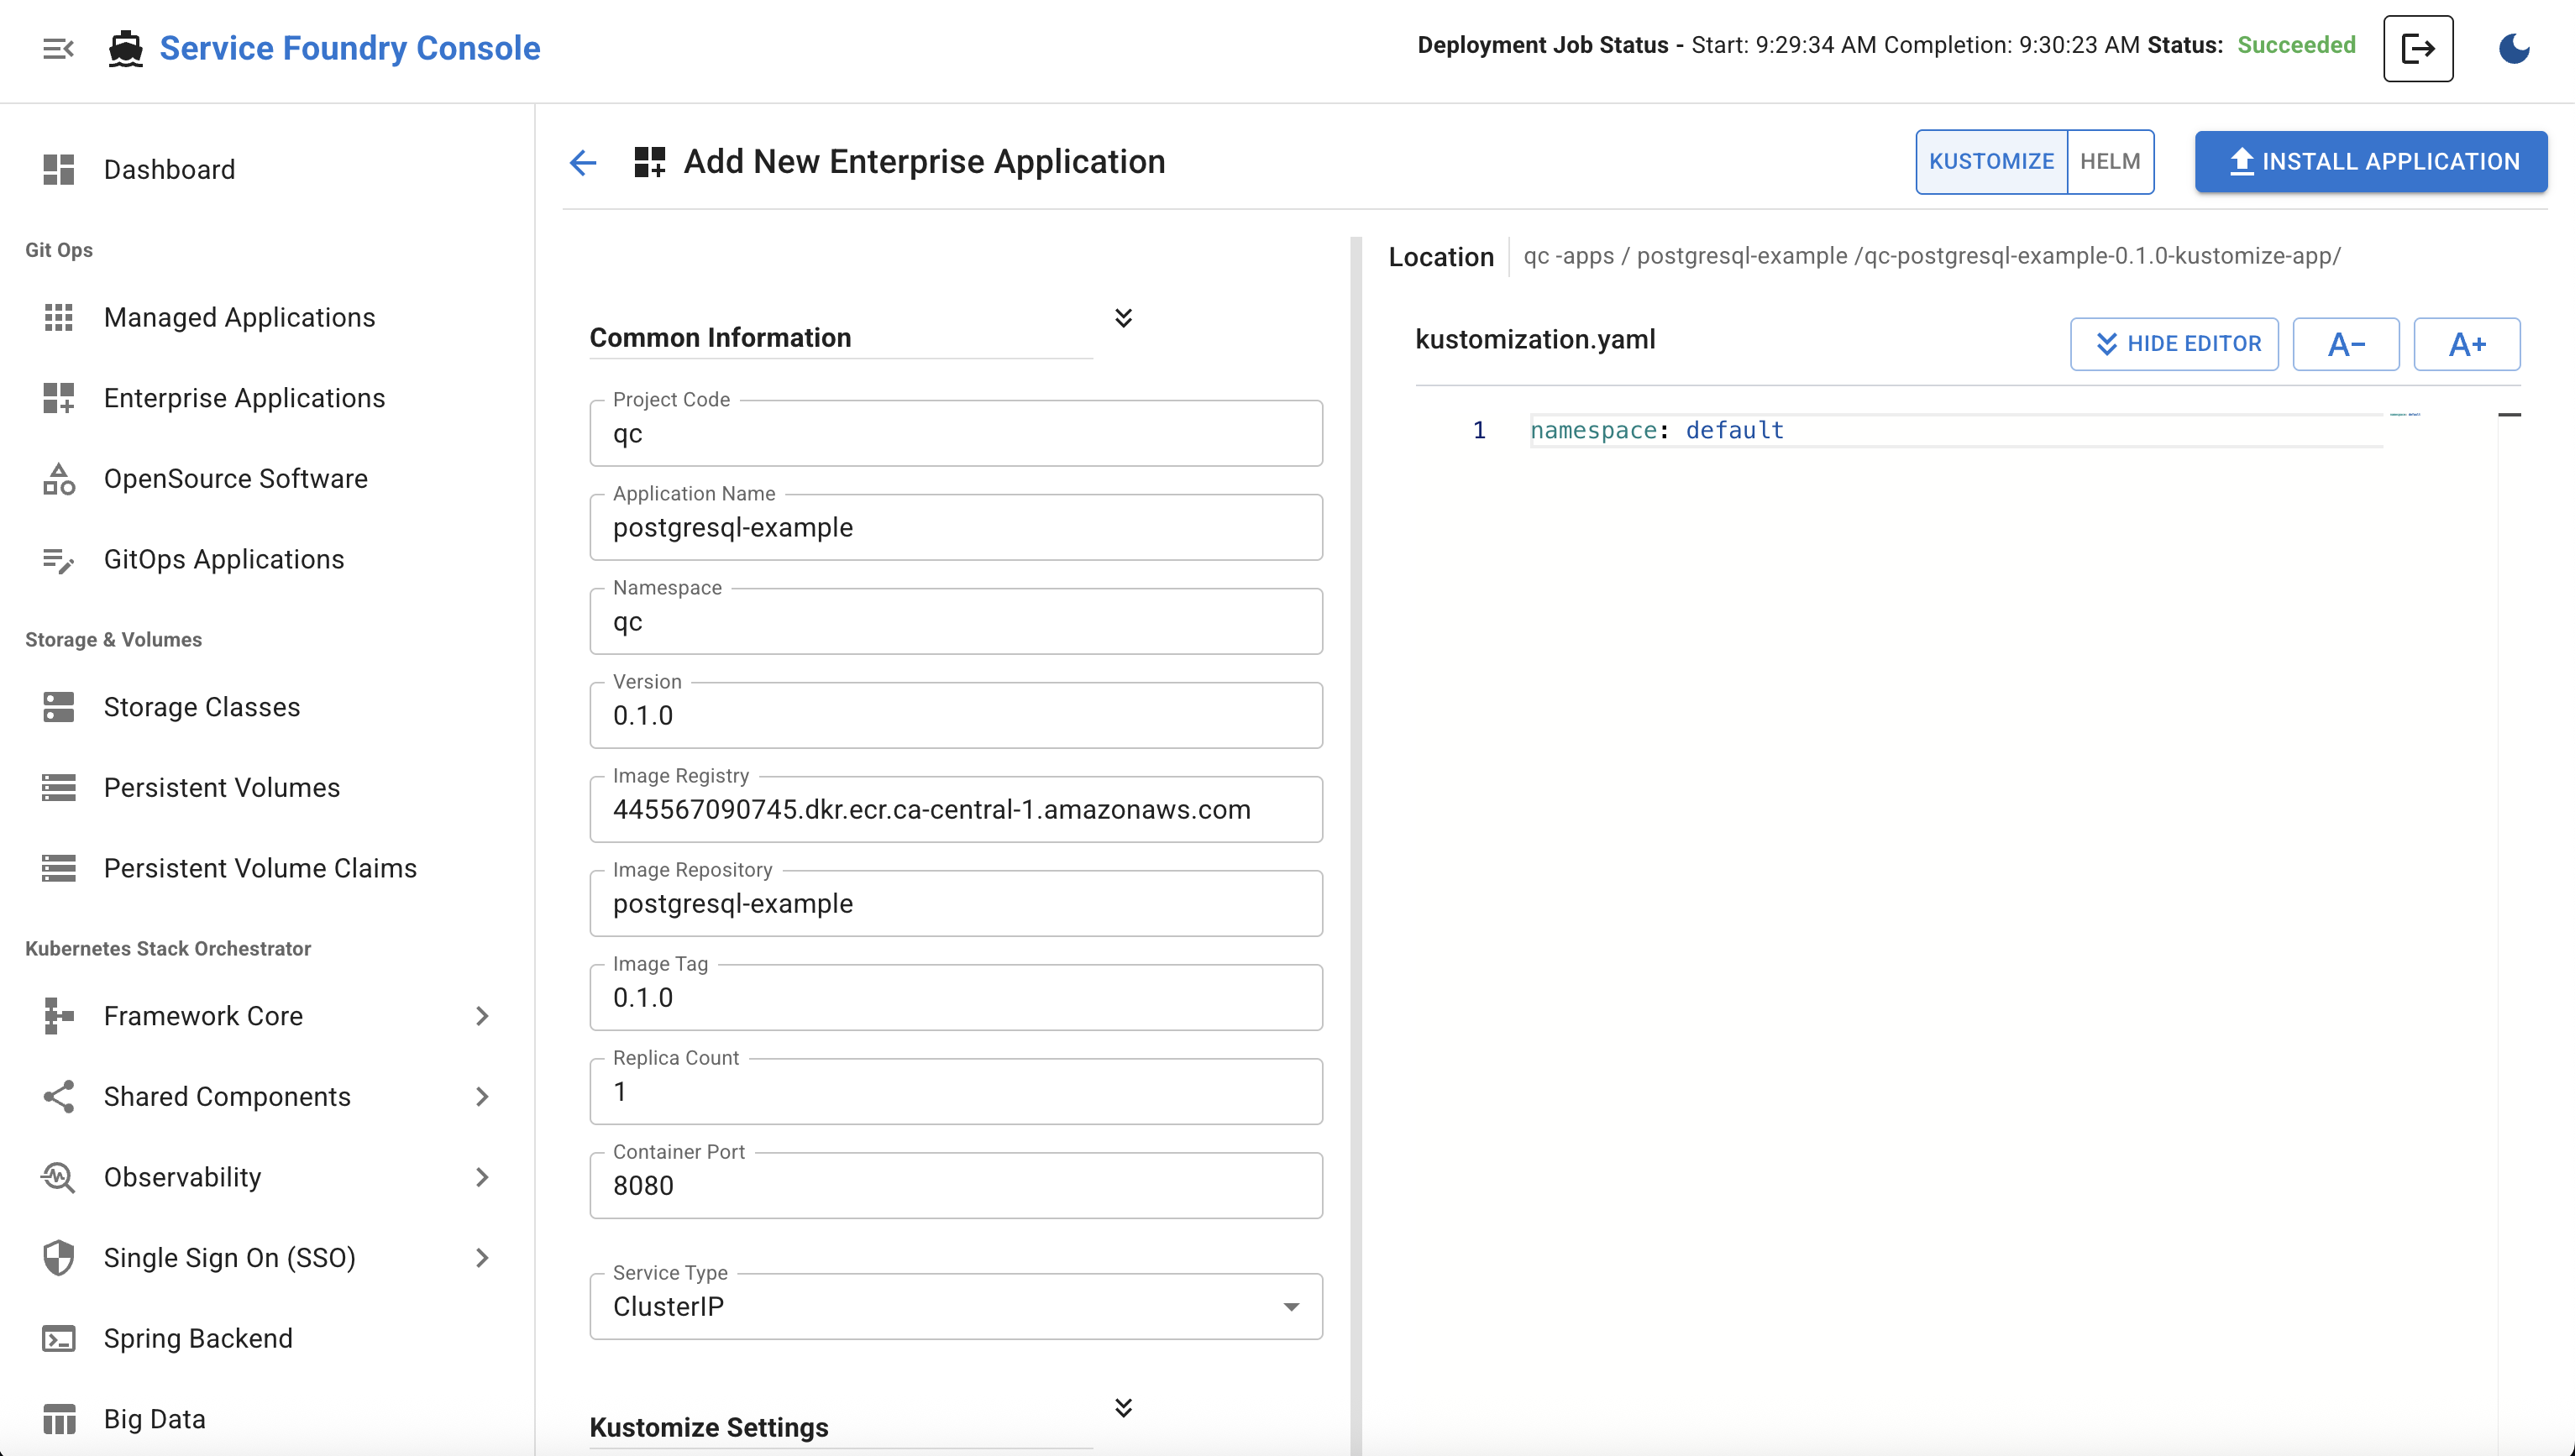 Service Foundry Console
Deployment Job Status - Start: 9:29:34 AM Completion: 9:30:23 AM Status: Succeeded
Dashboard
Git Ops
Managed Applications
Enterprise Applications
OpenSource Software
GitOps Applications
Storage & Volumes
Storage Classes
Persistent Volumes
Persistent Volume Claims
Kubernetes Stack Orchestrator
Framework Core
Shared Components
Observability
Single Sign On (SSO)
Spring Backend
Big Data
Add New Enterprise Application
KUSTOMIZE HELM
INSTALL APPLICATION
Common Information
Project Code
qc
Application Name
postgresql-example
Namespace
qc
Version
0.1.0
Image Registry
445567090745.dkr.ecr.ca-central-1.amazonaws.com
Image Repository
postgresql-example
Image Tag
0.1.0
Replica Count
1
Container Port
8080
Service Type
ClusterIP
Kustomize Settings
Location qc -apps / postgresql-example /qc-postgresql-example-0.1.0-kustomize-app/
kustomization.yaml
HIDE EDITOR A- A+
1 namespace: default